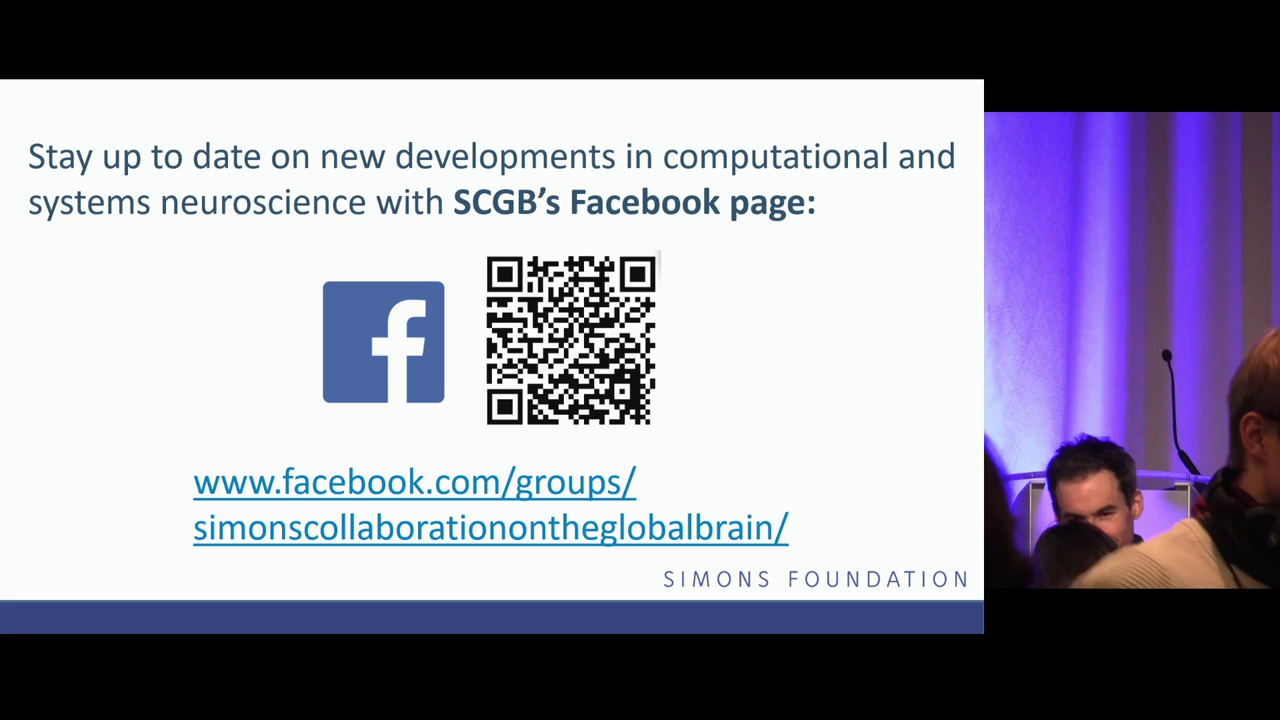 Stay up to date on new developments in computational and
systems neuroscience with SCGB’s Facebook page:
www.facebook.com/groups/
simonscollaborationontheglobalbrain/
SIMONS FOUNDATION